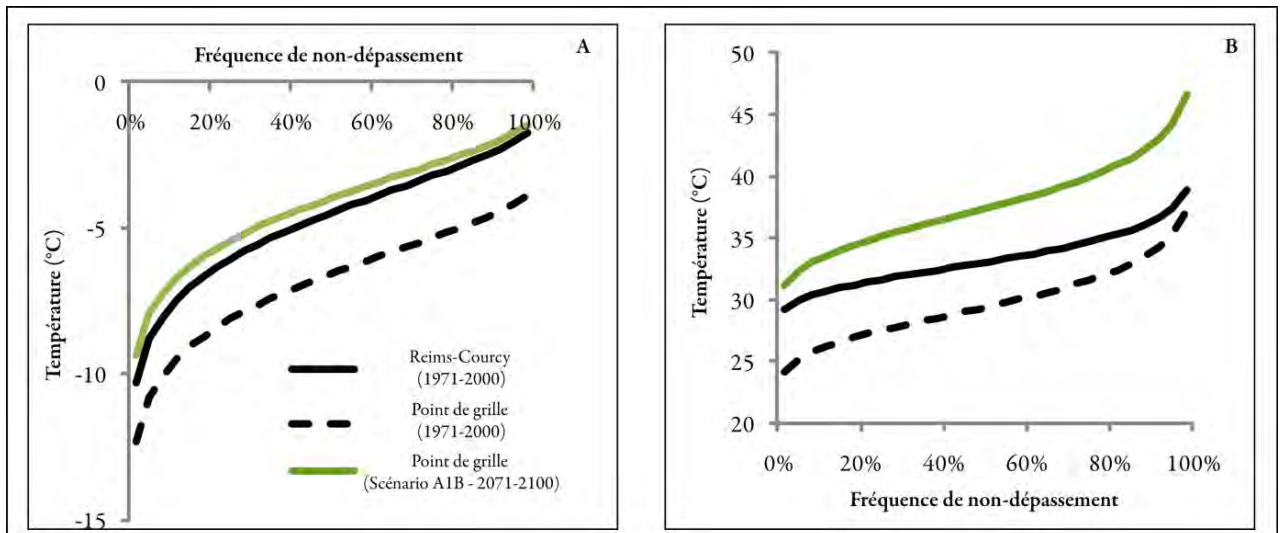 A
Fréquence de non-dépassement
0
0% 20% 40% 60% 80% 100%
-5
-10
-15
Température (°C)
Reims-Courcy
(1971-2000)
Point de grille
(1971-2000)
Point de grille
(Scénario A1B - 2071-2100)
B
50
45
40
35
30
25
20
Température (°C)
0% 20% 40% 60% 80% 100%
Fréquence de non-dépassement